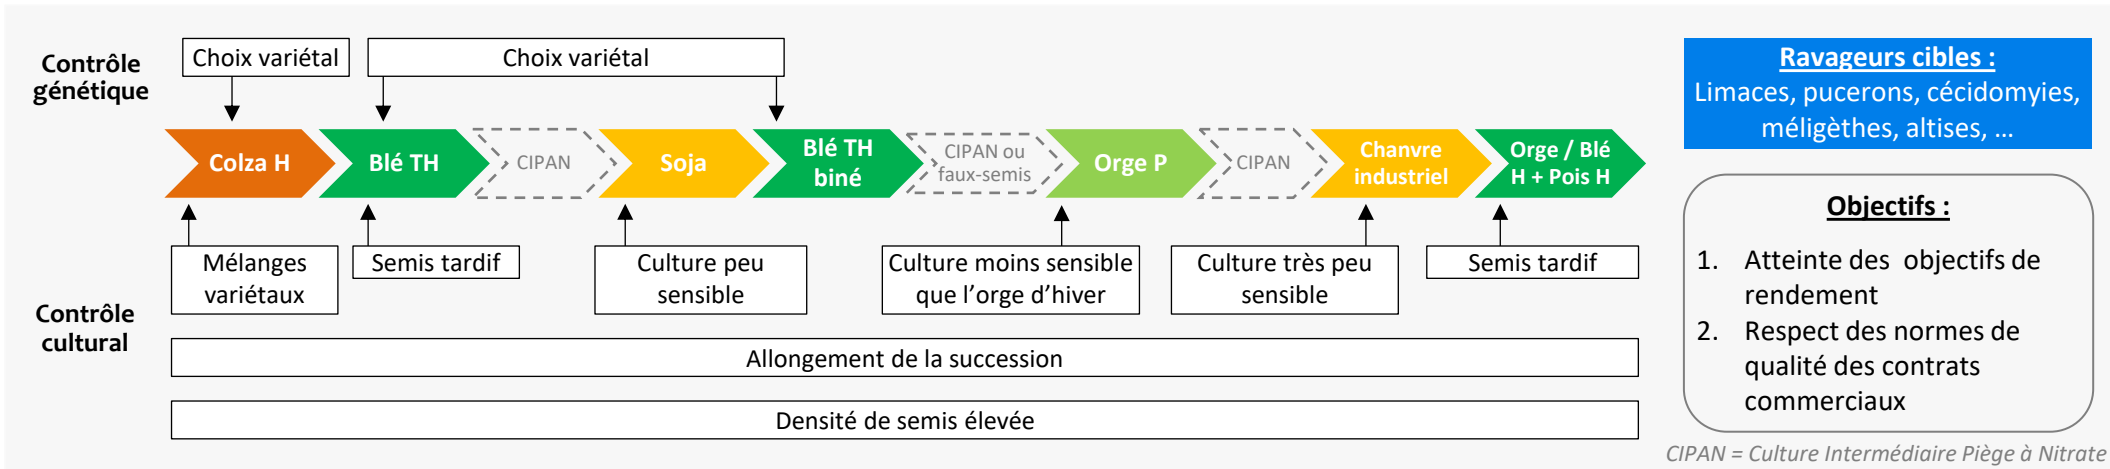 Contrôle
génétique
Choix variétal
Choix variétal
Colza H
Blé TH
CIPAN
Soja
Blé TH
biné
CIPAN ou
faux-semis
Orge P
CIPAN
Chanvre
industriel
Orge / Blé
H + Pois H
Contrôle
cultural
Mélanges
variétaux
Semis tardif
Culture peu
sensible
Culture moins sensible
que l’orge d’hiver
Culture très peu
sensible
Semis tardif
Allongement de la succession
Densité de semis élevée
Ravageurs cibles :
Limaces, pucerons, cécidomyies,
méligèthes, altises, …
Objectifs :
1. Atteinte des objectifs de
rendement
2. Respect des normes de
qualité des contrats
commerciaux
CIPAN = Culture Intermédiaire Piège à Nitrate